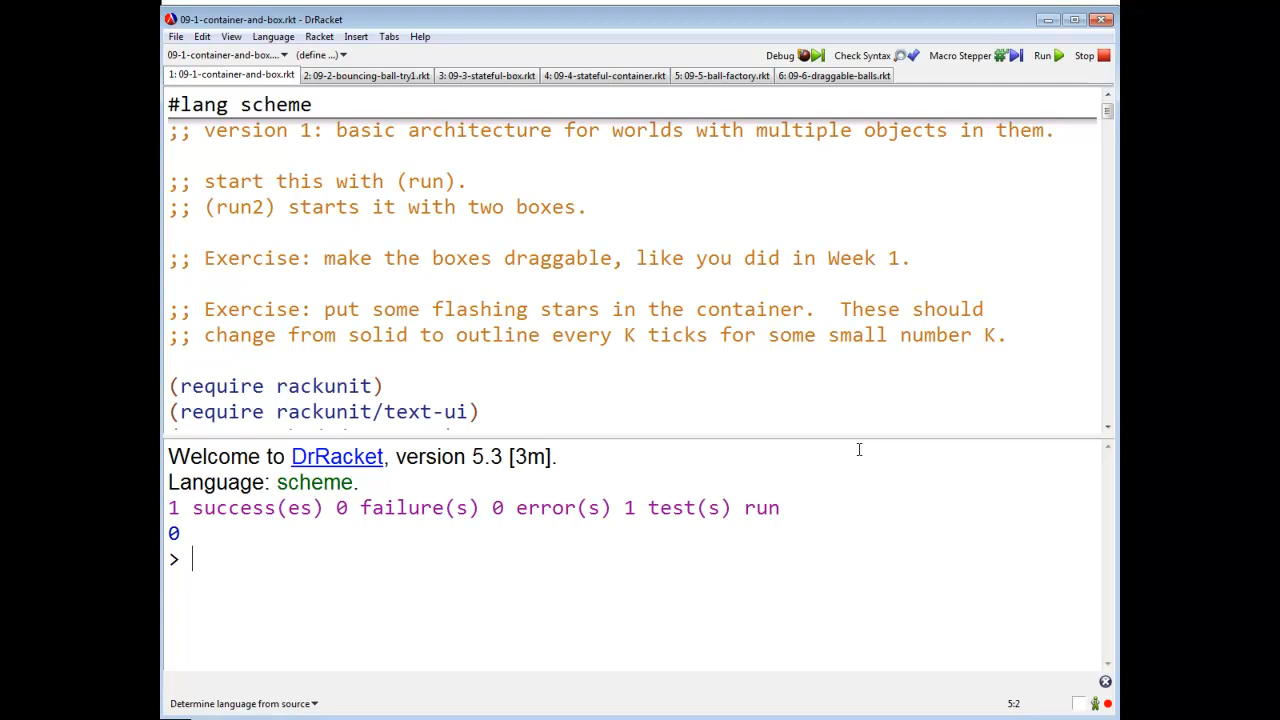 09-1-container-and-box.rkt - DrRacket
File Edit View Language Racket Insert Tabs Help
09-1-container-and-box.... (define ...) Debug Check Syntax Macro Stepper Run Stop
1: 09-1-container-and-box.rkt 2: 09-2-bouncing-ball-try1.rkt 3: 09-3-stateful-box.rkt 4: 09-4-stateful-container.rkt 5: 09-5-ball-factory.rkt 6: 09-6-draggable-balls.rkt
#lang scheme
;; version 1: basic architecture for worlds with multiple objects in them.
;; start this with (run).
;; (run2) starts it with two boxes.
;; Exercise: make the boxes draggable, like you did in Week 1.
;; Exercise: put some flashing stars in the container.  These should
;; change from solid to outline every K ticks for some small number K.
(require rackunit)
(require rackunit/text-ui)
Welcome to DrRacket, version 5.3 [3m].
Language: scheme.
1 success(es) 0 failure(s) 0 error(s) 1 test(s) run
0
>
Determine language from source 5:2